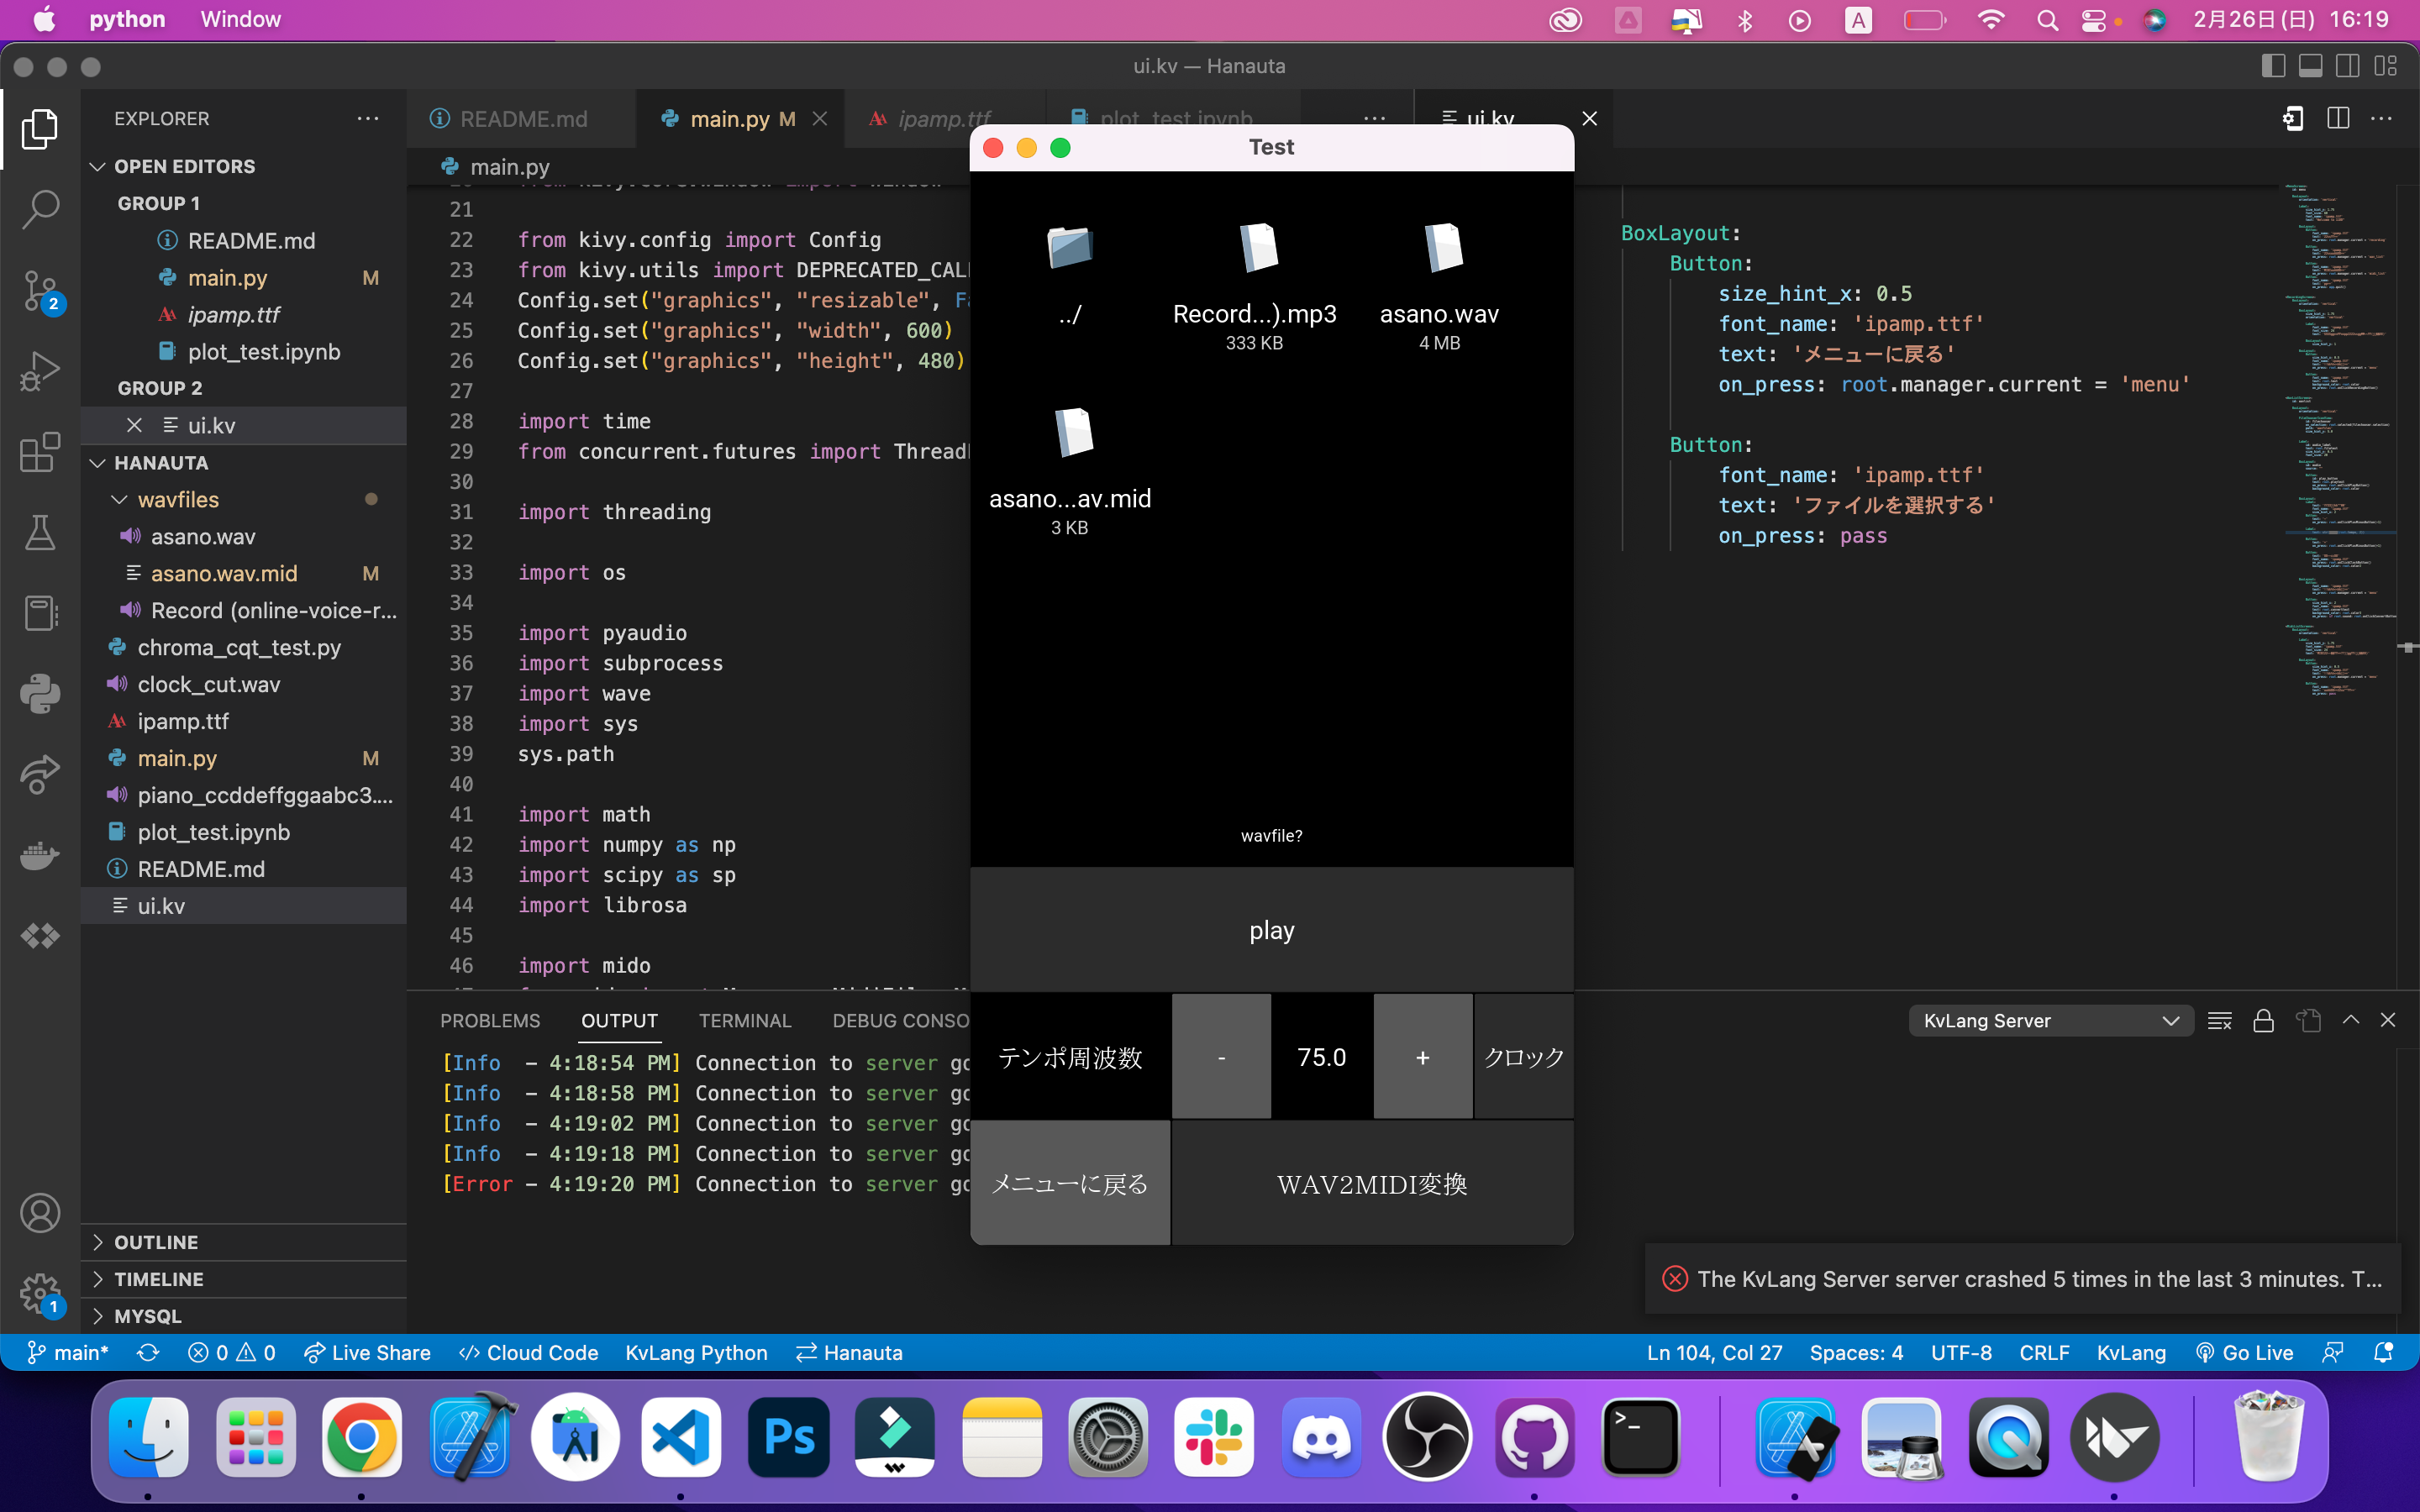 python Window
A 2月26日(日) 16:19
ui.kv — Hanauta
EXPLORER
OPEN EDITORS
GROUP 1
README.md
main.py M
ipamp.ttf
plot_test.ipynb
GROUP 2
ui.kv
HANAUTA
wavfiles
asano.wav
asano.wav.mid M
Record (online-voice-r...
chroma_cqt_test.py
clock_cut.wav
ipamp.ttf
main.py M
piano_ccddeffggaabc3....
plot_test.ipynb
README.md
ui.kv
OUTLINE
TIMELINE
MYSQL
2
1
README.md
main.py M
ipamp.ttf
plot_test.ipynb
ui.kv
main.py
21
22 from kivy.config import Config
23 from kivy.utils import
24 Config.set("graphics", "resizable",
25 Config.set("graphics", "width", 600)
26 Config.set("graphics", "height", 480)
27
28 import time
29 from concurrent.futures import
30
31 import threading
32
33 import os
34
35 import pyaudio
36 import subprocess
37 import wave
38 import sys
39 sys.path
40
41 import math
42 import numpy as np
43 import scipy as sp
44 import librosa
45
46 import mido
Test
../
Record...).mp3
333 KB
asano.wav
4 MB
asano...av.mid
3 KB
wavfile?
play
テンポ周波数 - 75.0 + クロック
メニューに戻る WAV2MIDI変換
BoxLayout:
Button:
size_hint_x: 0.5
font_name: 'ipamp.ttf'
text: 'メニューに戻る'
on_press: root.manager.current = 'menu'
Button:
font_name: 'ipamp.ttf'
text: 'ファイルを選択する'
on_press: pass
PROBLEMS OUTPUT TERMINAL DEBUG CONSO
KvLang Server
[Info - 4:18:54 PM] Connection to server
[Info - 4:18:58 PM] Connection to server
[Info - 4:19:02 PM] Connection to server
[Info - 4:19:18 PM] Connection to server
[Error - 4:19:20 PM] Connection to server
The KvLang Server server crashed 5 times in the last 3 minutes. T...
main* 0 0 Live Share Cloud Code KvLang Python Hanauta
Ln 104, Col 27 Spaces: 4 UTF-8 CRLF KvLang Go Live
Ps